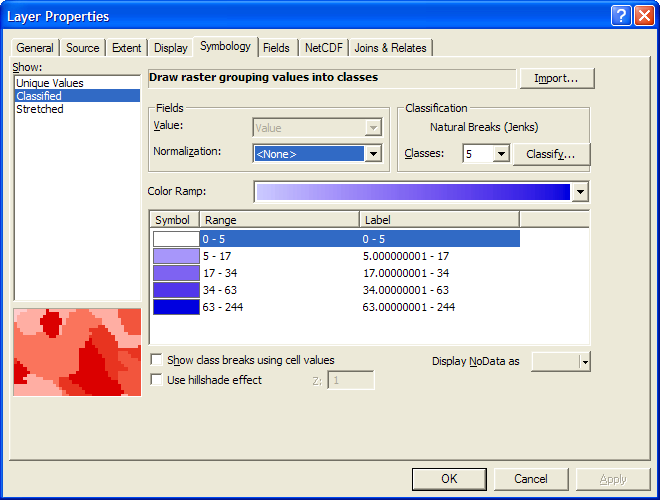 Layer Properties
General Source Extent Display Symbology Fields NetCDF Joins & Relates
Show:
Unique Values
Classified
Stretched
Draw raster grouping values into classes
Import...
Fields
Value: Value
Normalization: <None>
Classification
Natural Breaks (Jenks)
Classes: 5 Classify...
Color Ramp:
Symbol Range Label
0 - 5 0 - 5
5 - 17 5.000000001 - 17
17 - 34 17.00000001 - 34
34 - 63 34.00000001 - 63
63 - 244 63.00000001 - 244
Show class breaks using cell values
Display NoData as
Use hillshade effect Z: 1
OK Cancel Apply